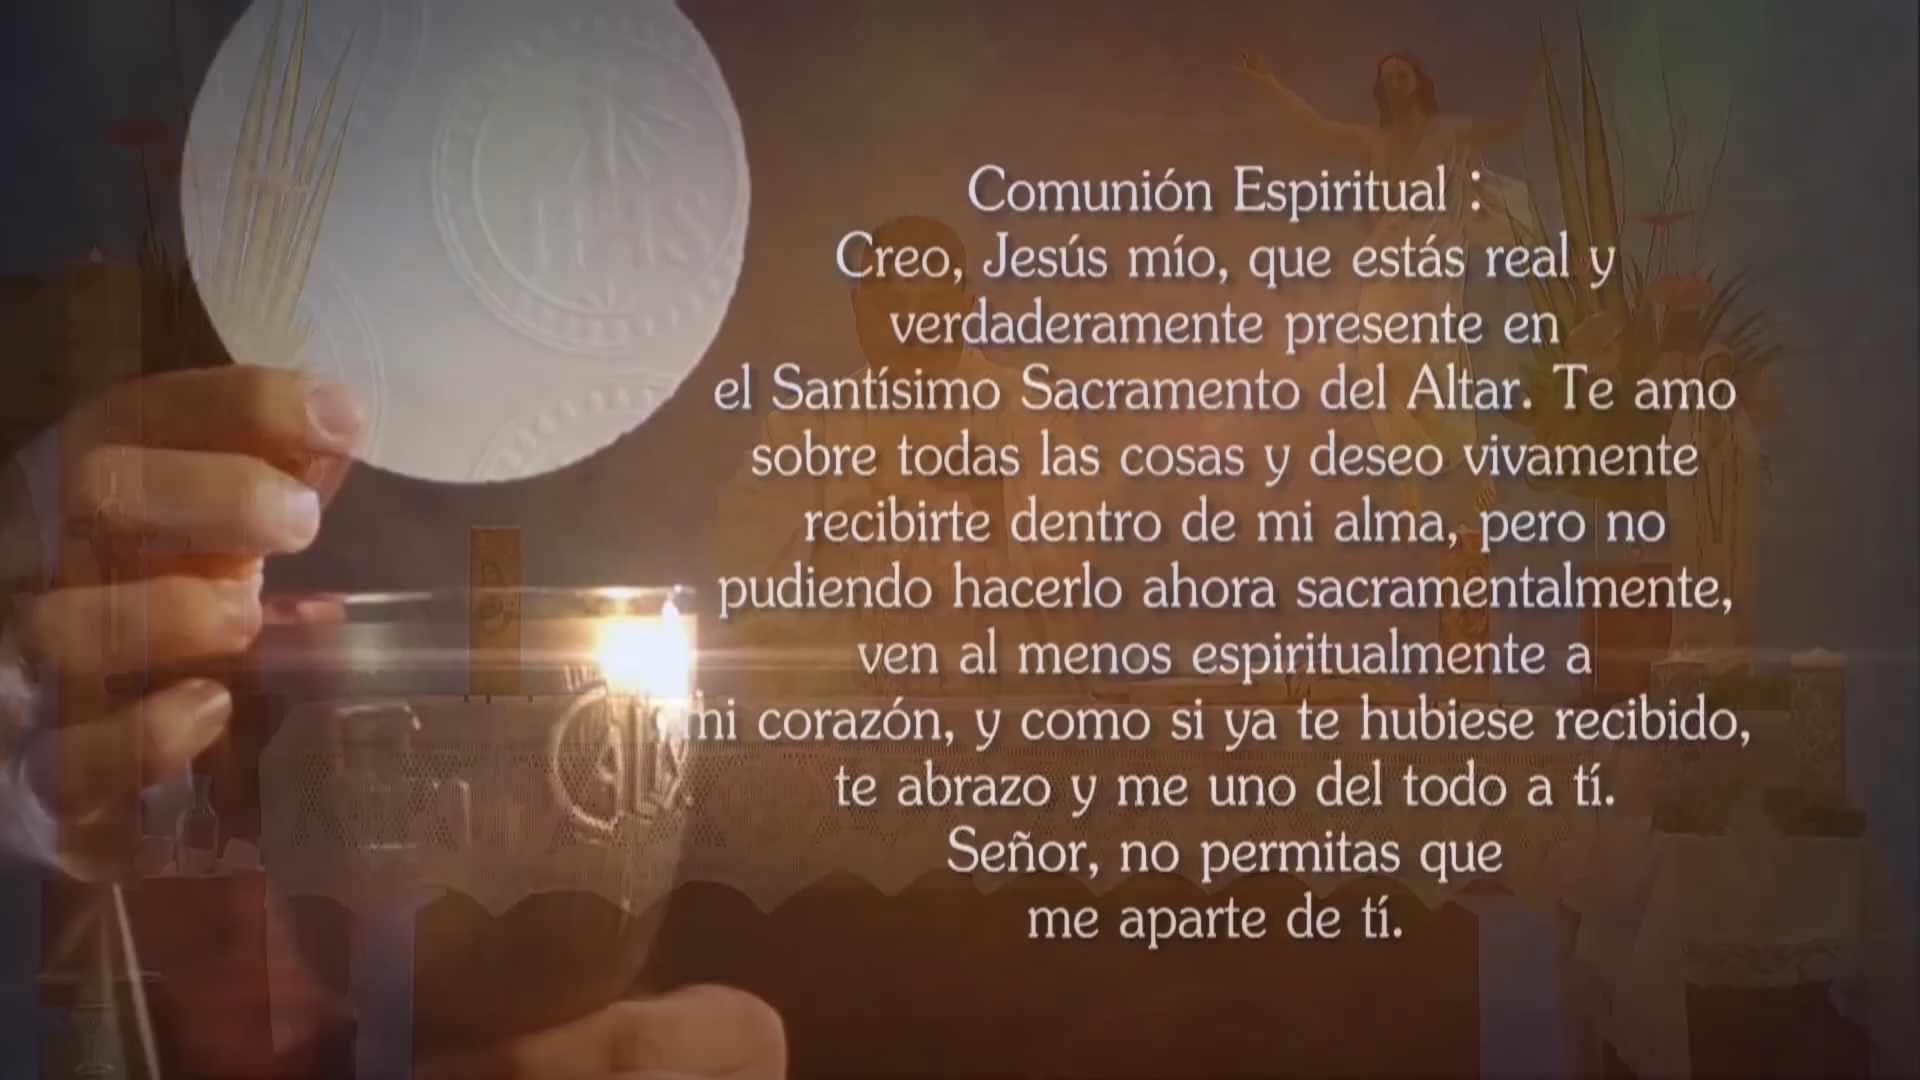 IHS
Comunión Espiritual :
Creo, Jesús mío, que estás real y
verdaderamente presente en
el Santísimo Sacramento del Altar. Te amo
sobre todas las cosas y deseo vivamente
recibirte dentro de mi alma, pero no
pudiendo hacerlo ahora sacramentalmente,
ven al menos espiritualmente a
mi corazón, y como si ya te hubiese recibido,
te abrazo y me uno del todo a tí.
Señor, no permitas que
me aparte de tí.